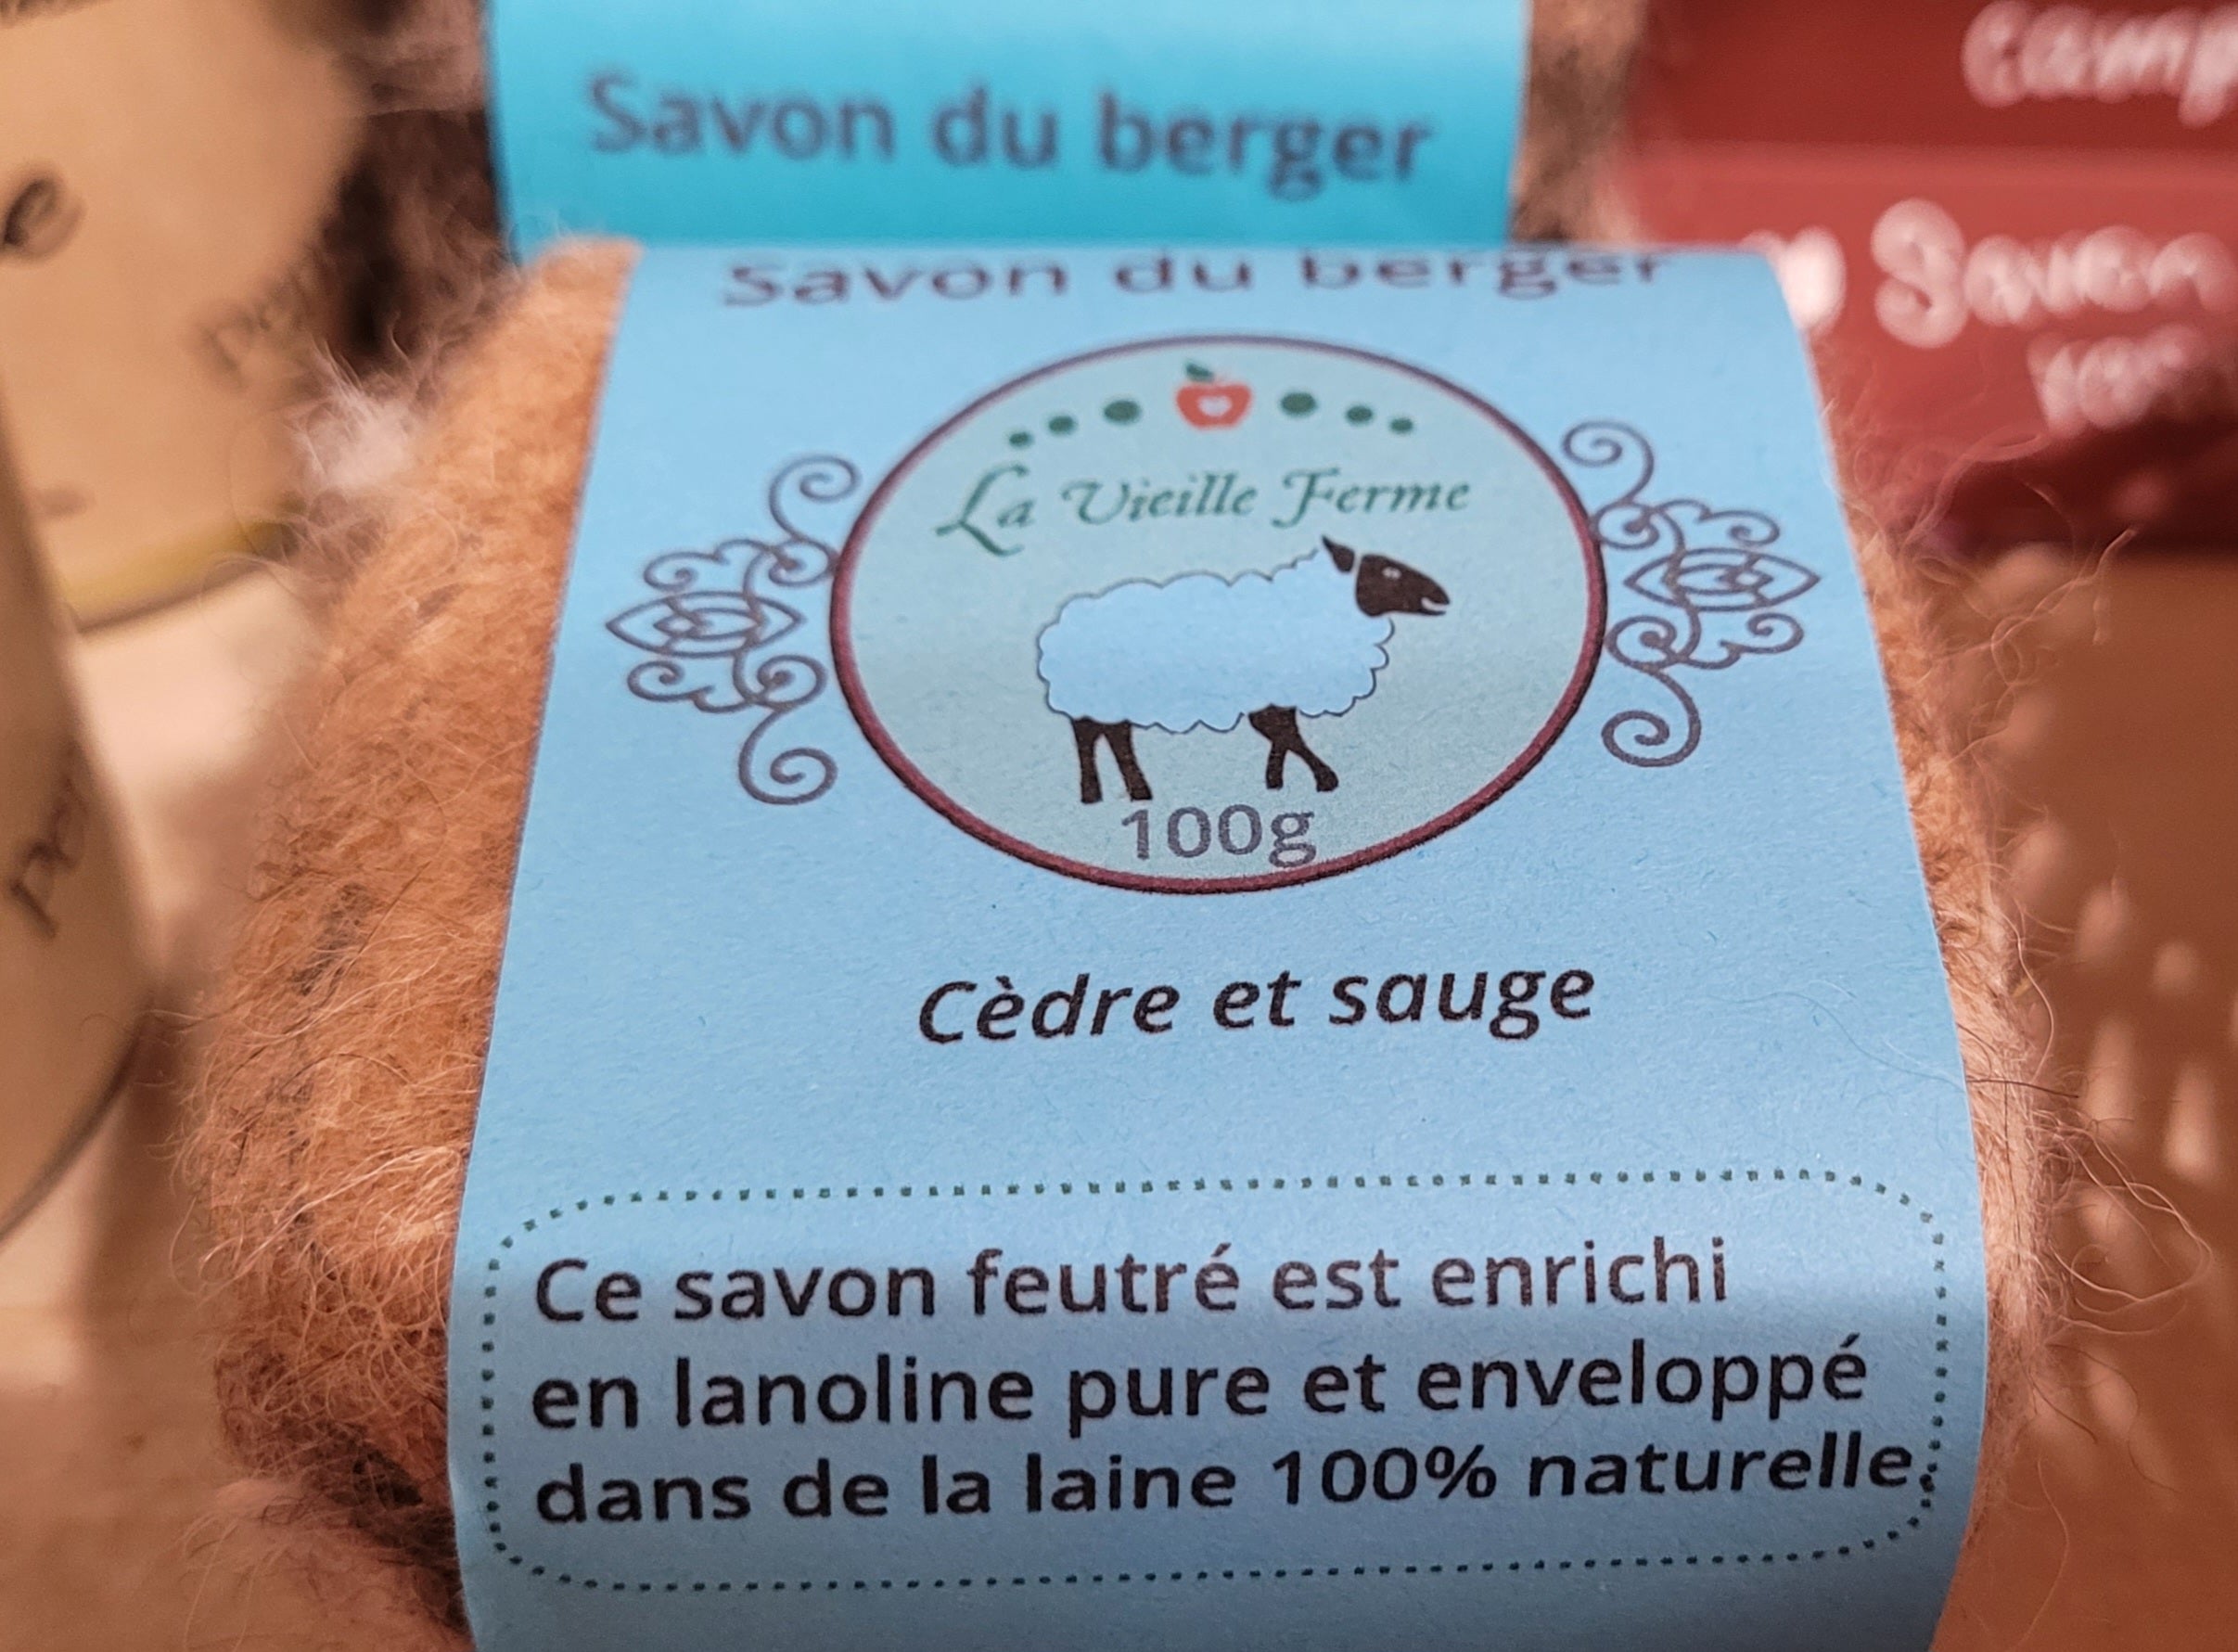 Savon du berger
Savon du berger
La Vieille Ferme
100g
Cèdre et sauge
Ce savon feutré est enrichi
en lanoline pure et enveloppé
dans de la laine 100% naturelle.
Savon